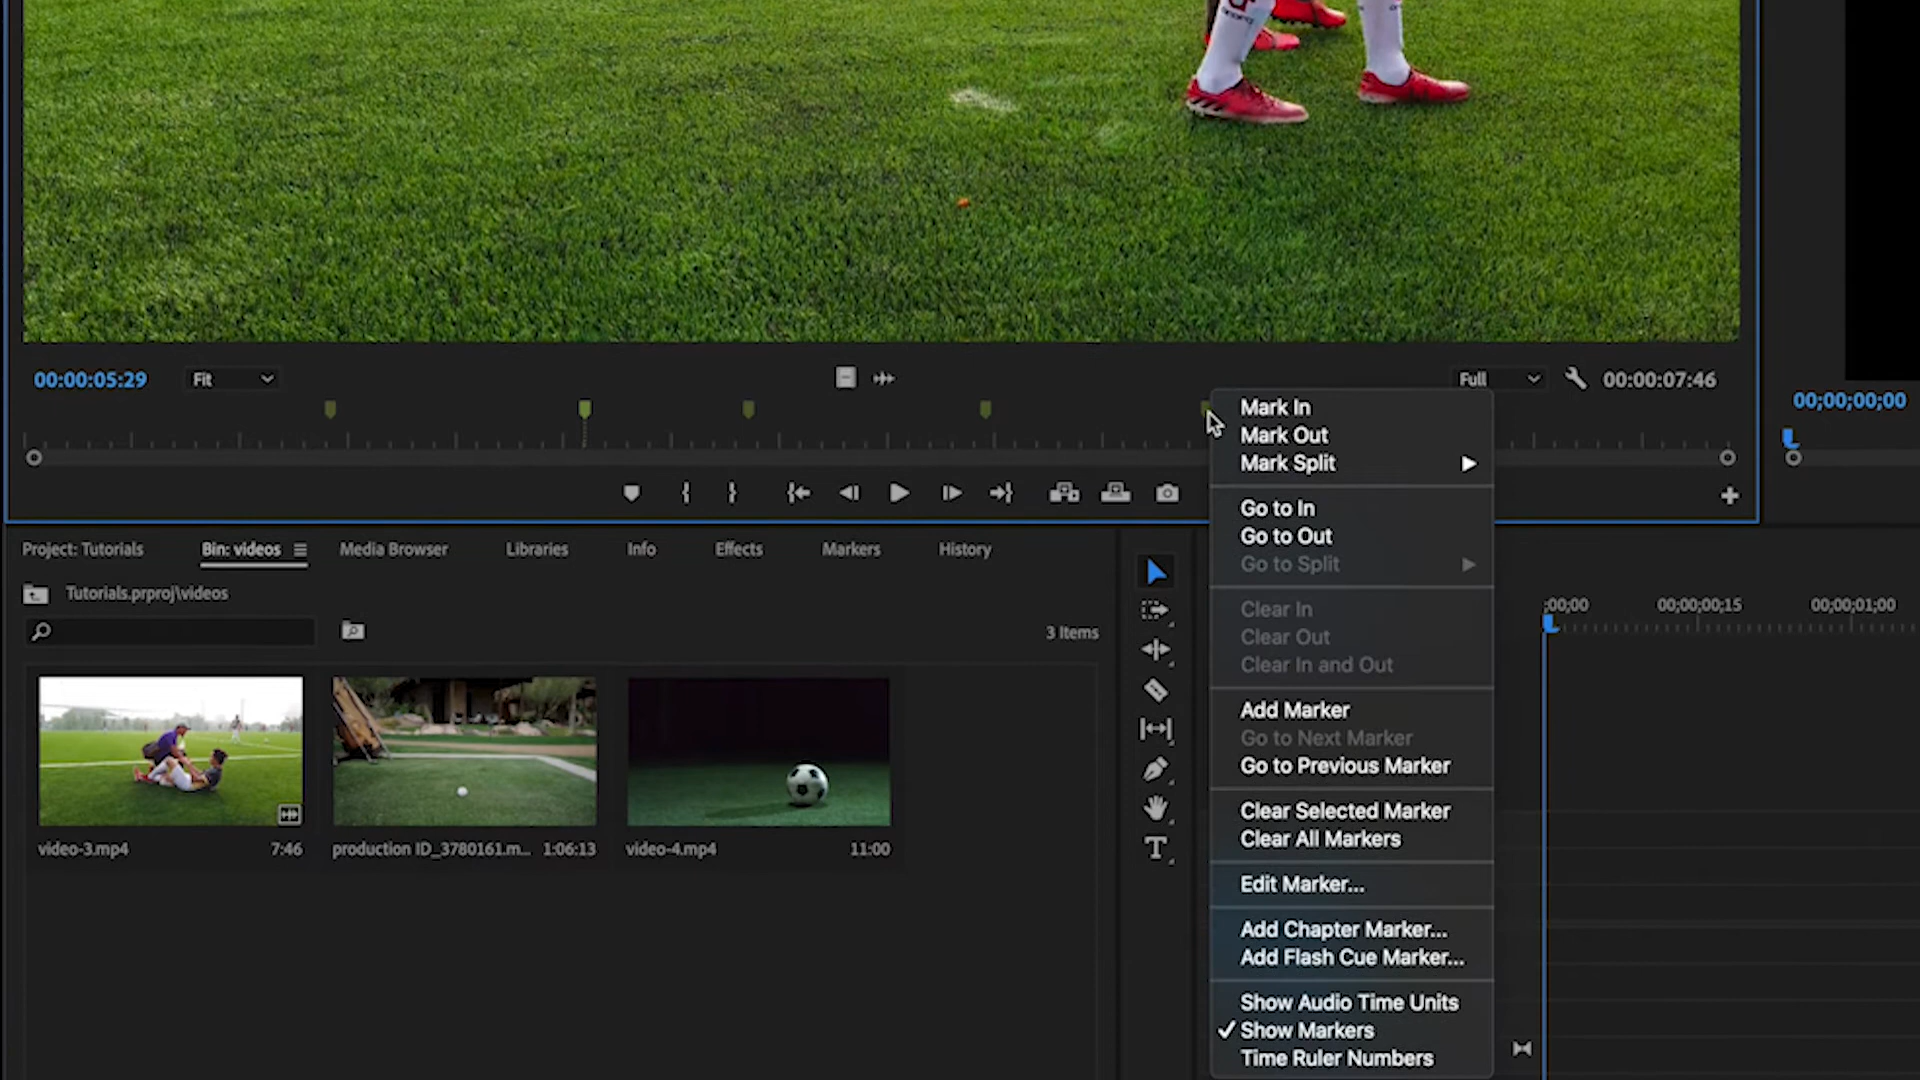 00:00:05:29
Fit
Full
00:00:07:46
00;00;00;00
Mark In
Mark Out
Mark Split
Go to In
Go to Out
Go to Split
Clear In
Clear Out
Clear In and Out
Add Marker
Go to Next Marker
Go to Previous Marker
Clear Selected Marker
Clear All Markers
Edit Marker...
Add Chapter Marker...
Add Flash Cue Marker...
Show Audio Time Units
Show Markers
Time Ruler Numbers
Project: Tutorials
Bin: videos
Media Browser
Libraries
Info
Effects
Markers
History
Tutorials.prproj\videos
3 Items
video-3.mp4
7:46
production ID_3780161.m...
1:06:13
video-4.mp4
11:00
;00;00
00;00;00;15
00;00;01;00